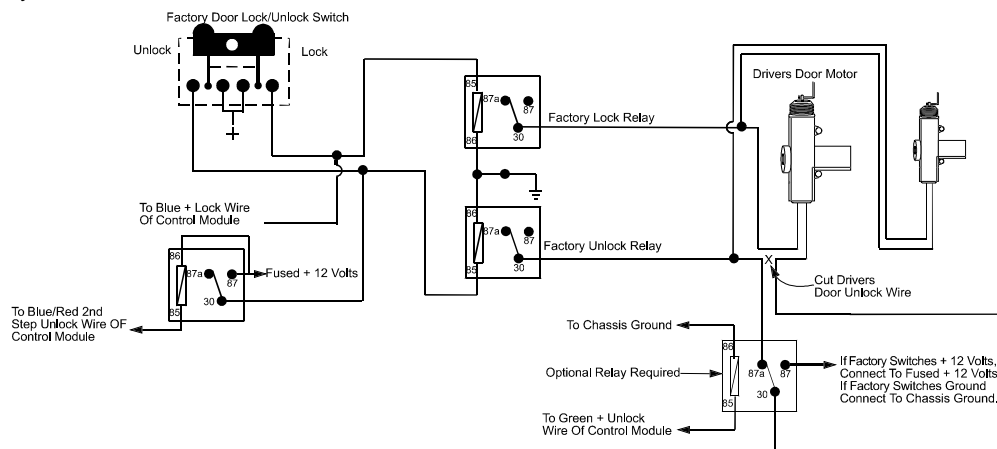 Factory Door Lock/Unlock Switch
Unlock
Lock
85
87a
87
86
30
Factory Lock Relay
Drivers Door Motor
To Blue + Lock Wire
Of Control Module
86
87a
87
85
30
Factory Unlock Relay
86
87a
87
30
85
Fused + 12 Volts
To Blue/Red 2nd
Step Unlock Wire OF
Control Module
X
Cut Drivers
Door Unlock Wire
To Chassis Ground
86
87a
87
30
85
Optional Relay Required
If Factory Switches + 12 Volts,
Connect To Fused + 12 Volts
If Factory Switches Ground
Connect To Chassis Ground.
To Green + Unlock
Wire Of Control Module